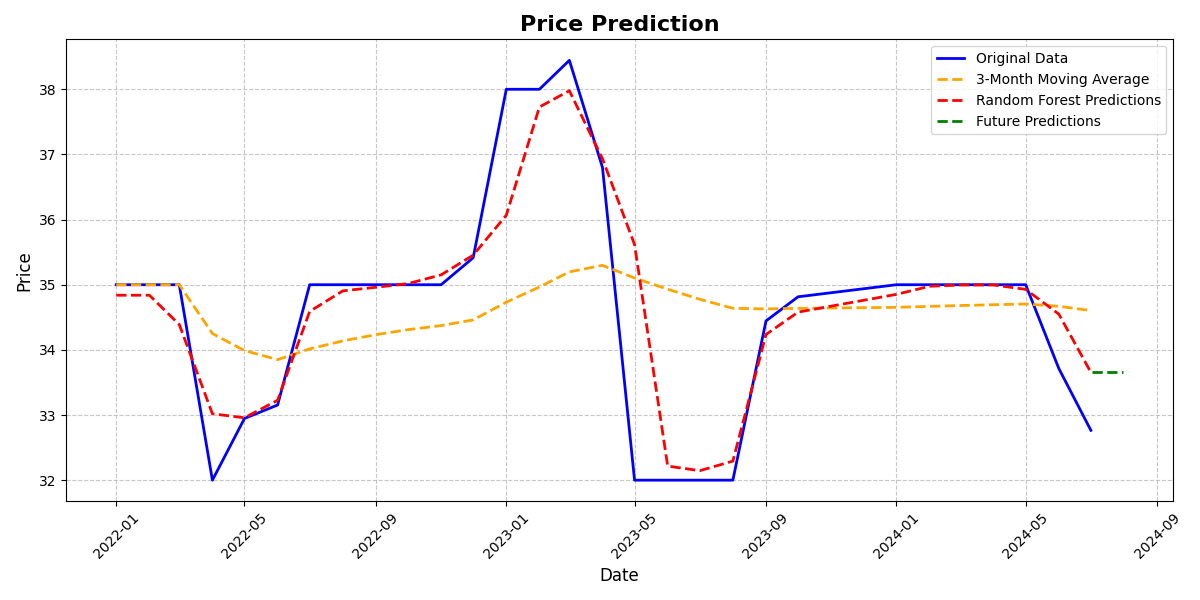 Price Prediction
Original Data
3-Month Moving Average
Random Forest Predictions
Future Predictions
Price
38
37
36
35
34
33
32
2022-01
2022-05
2022-09
2023-01
2023-05
2023-09
2024-01
2024-05
2024-09
Date